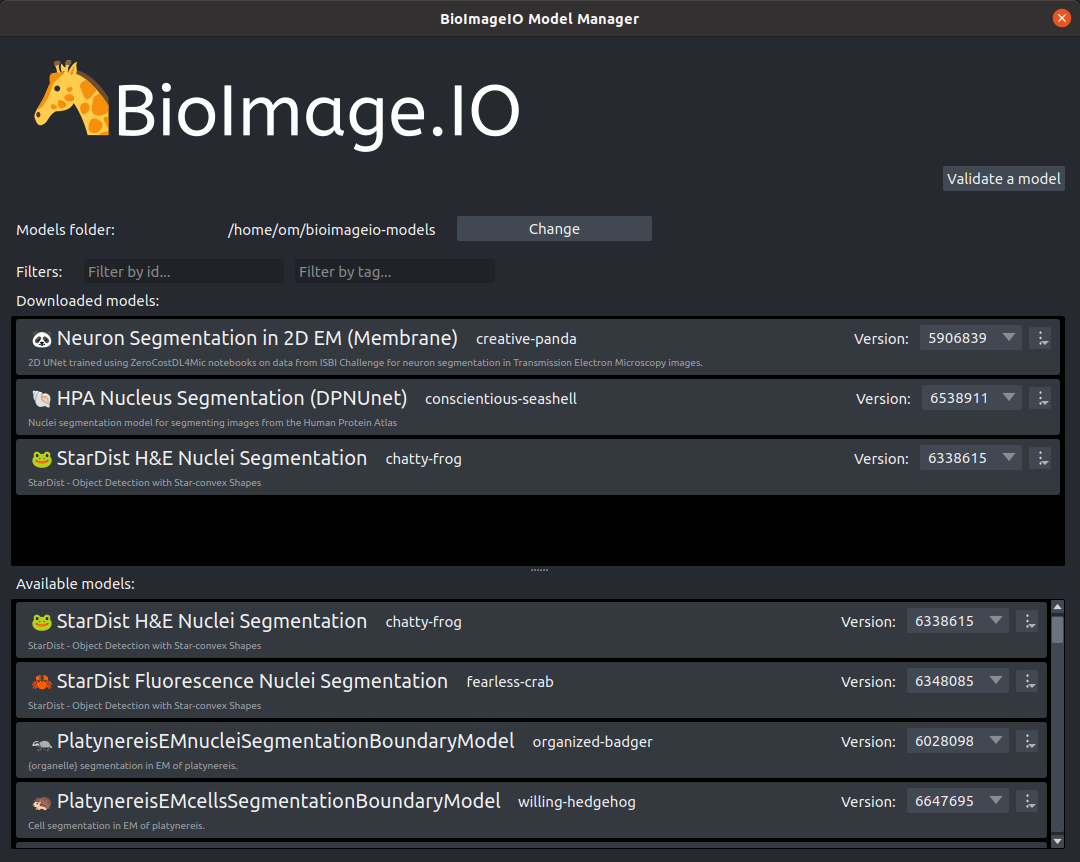 BioImageIO Model Manager
BioImage.IO
Validate a model
Models folder: /home/om/bioimageio-models Change
Filters: Filter by id... Filter by tag...
Downloaded models:
Neuron Segmentation in 2D EM (Membrane) creative-panda Version: 5906839
2D UNet trained using ZeroCostDL4Mic notebooks on data from ISBI Challenge for neuron segmentation in Transmission Electron Microscopy images.
HPA Nucleus Segmentation (DPNUnet) conscientious-seashell Version: 6538911
Nuclei segmentation model for segmenting images from the Human Protein Atlas
StarDist H&E Nuclei Segmentation chatty-frog Version: 6338615
StarDist - Object Detection with Star-convex Shapes
Available models:
StarDist H&E Nuclei Segmentation chatty-frog Version: 6338615
StarDist - Object Detection with Star-convex Shapes
StarDist Fluorescence Nuclei Segmentation fearless-crab Version: 6348085
StarDist - Object Detection with Star-convex Shapes
PlatynereisEMnucleiSegmentationBoundaryModel organized-badger Version: 6028098
{organelle} segmentation in EM of platynereis.
PlatynereisEMcellsSegmentationBoundaryModel willing-hedgehog Version: 6647695
Cell segmentation in EM of platynereis.